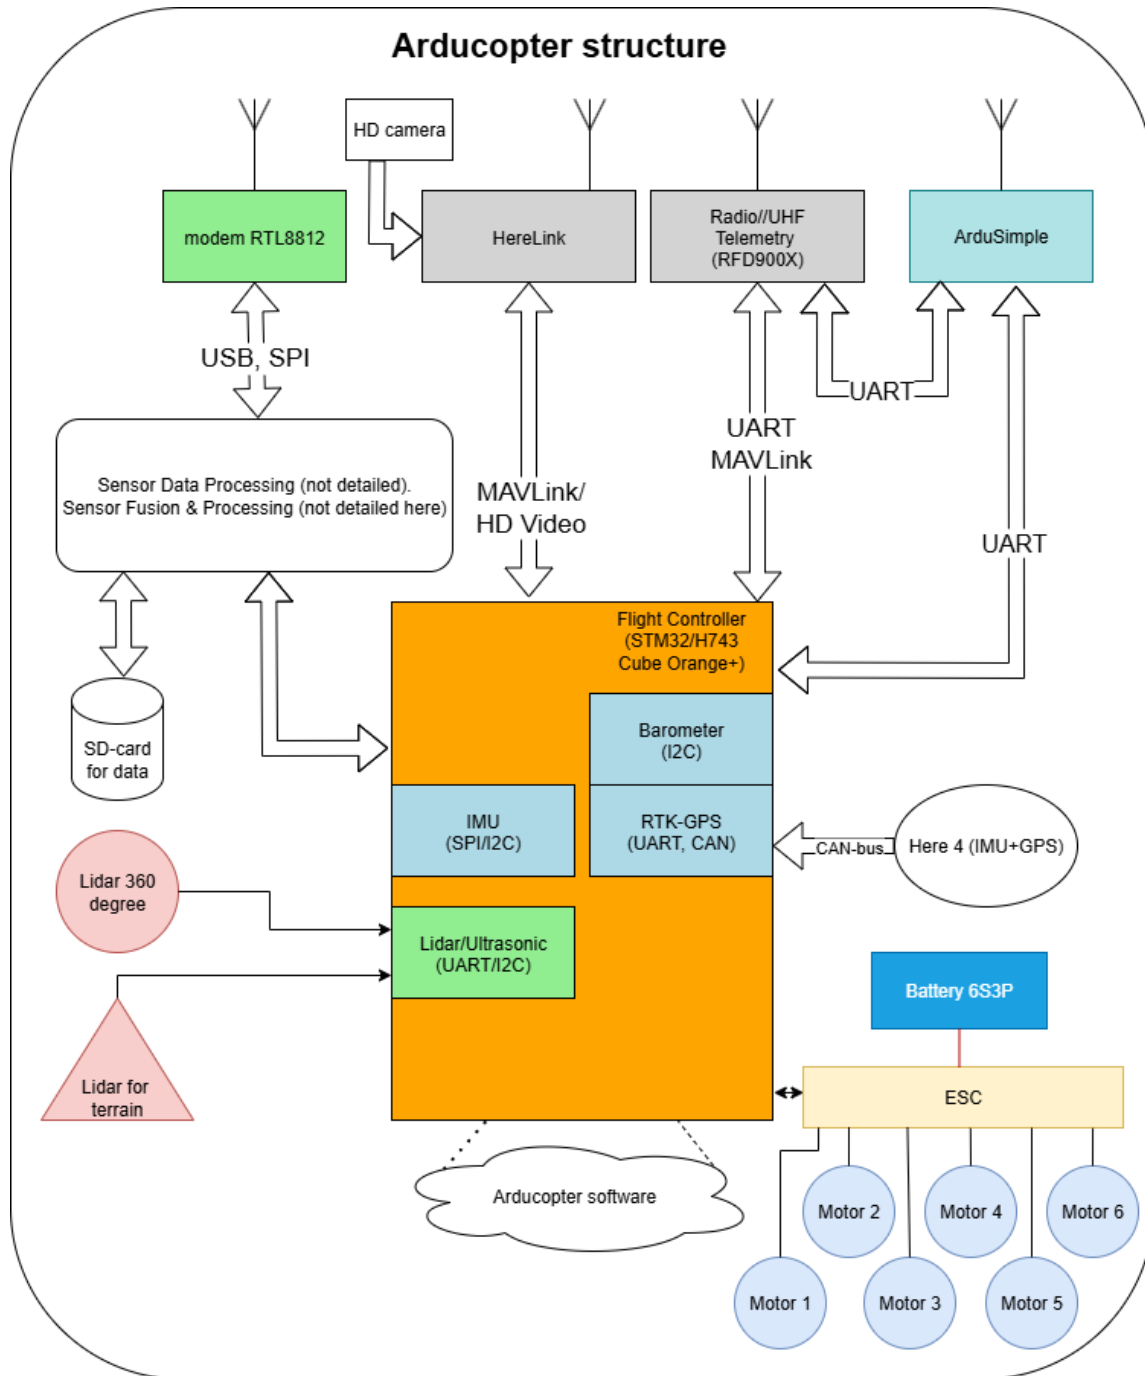 Arducopter structure
HD camera
modem RTL8812
HereLink
Radio//UHF
Telemetry
(RFD900X)
ArduSimple
USB, SPI
UART
UART
MAVLink
MAVLink/
HD Video
UART
Sensor Data Processing (not detailed).
Sensor Fusion & Processing (not detailed here)
Flight Controller
(STM32/H743
Cube Orange+)
SD-card
for data
Barometer
(I2C)
IMU
(SPI/I2C)
RTK-GPS
(UART, CAN)
CAN-bus
Here 4 (IMU+GPS)
Lidar 360
degree
Lidar/Ultrasonic
(UART/I2C)
Lidar for
terrain
Battery 6S3P
ESC
Arducopter software
Motor 2
Motor 4
Motor 6
Motor 1
Motor 3
Motor 5